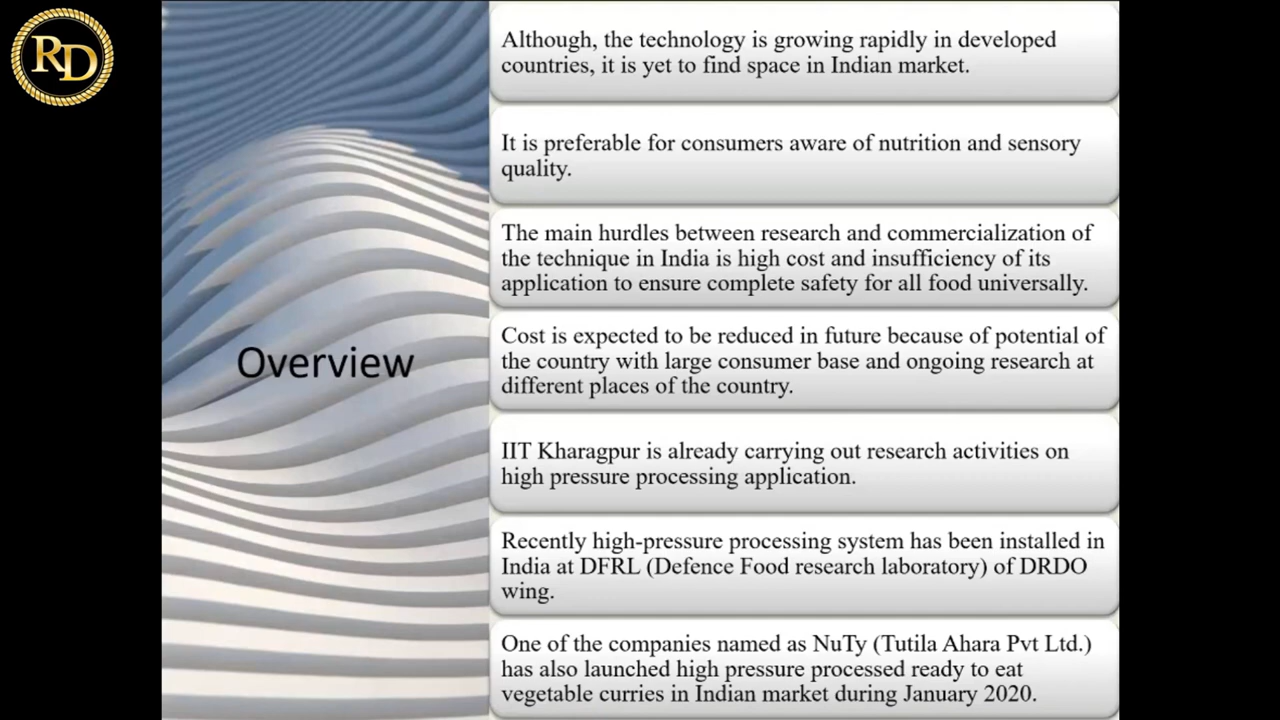 RD
Although, the technology is growing rapidly in developed
countries, it is yet to find space in Indian market.
It is preferable for consumers aware of nutrition and sensory
quality.
The main hurdles between research and commercialization of
the technique in India is high cost and insufficiency of its
application to ensure complete safety for all food universally.
Overview
Cost is expected to be reduced in future because of potential of
the country with large consumer base and ongoing research at
different places of the country.
IIT Kharagpur is already carrying out research activities on
high pressure processing application.
Recently high-pressure processing system has been installed in
India at DFRL (Defence Food research laboratory) of DRDO
wing.
One of the companies named as NuTy (Tutila Ahara Pvt Ltd.)
has also launched high pressure processed ready to eat
vegetable curries in Indian market during January 2020.